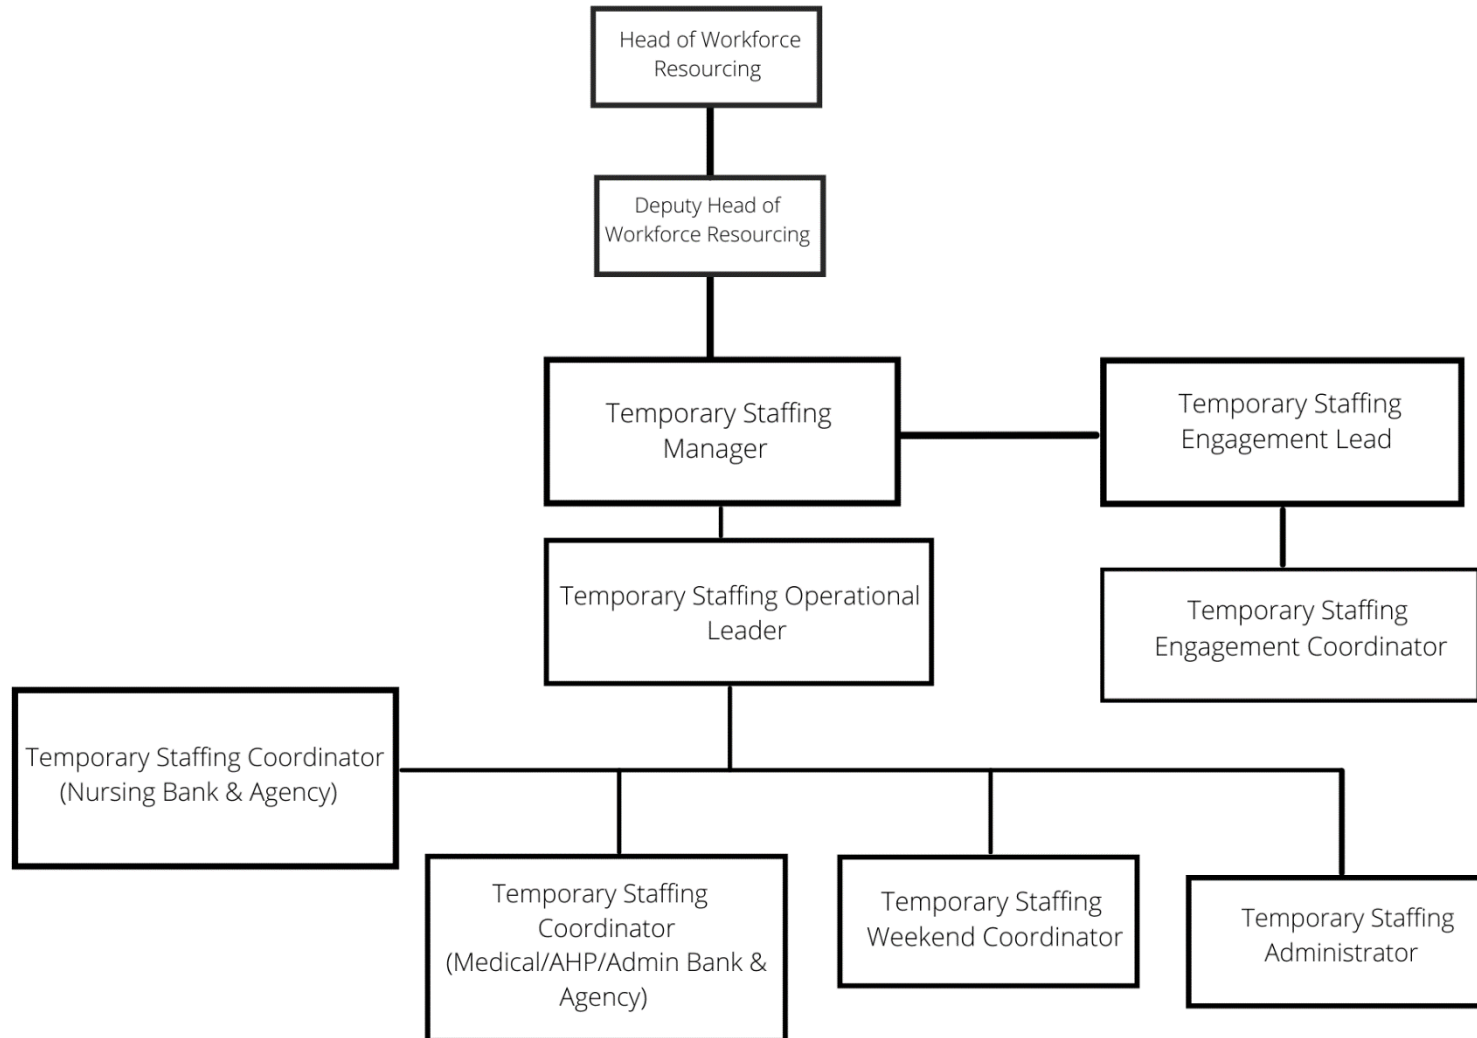 Head of Workforce
Resourcing
Deputy Head of
Workforce Resourcing
Temporary Staffing
Manager
Temporary Staffing
Engagement Lead
Temporary Staffing Operational
Leader
Temporary Staffing
Engagement Coordinator
Temporary Staffing Coordinator
(Nursing Bank & Agency)
Temporary Staffing
Coordinator
(Medical/AHP/Admin Bank &
Agency)
Temporary Staffing
Weekend Coordinator
Temporary Staffing
Administrator